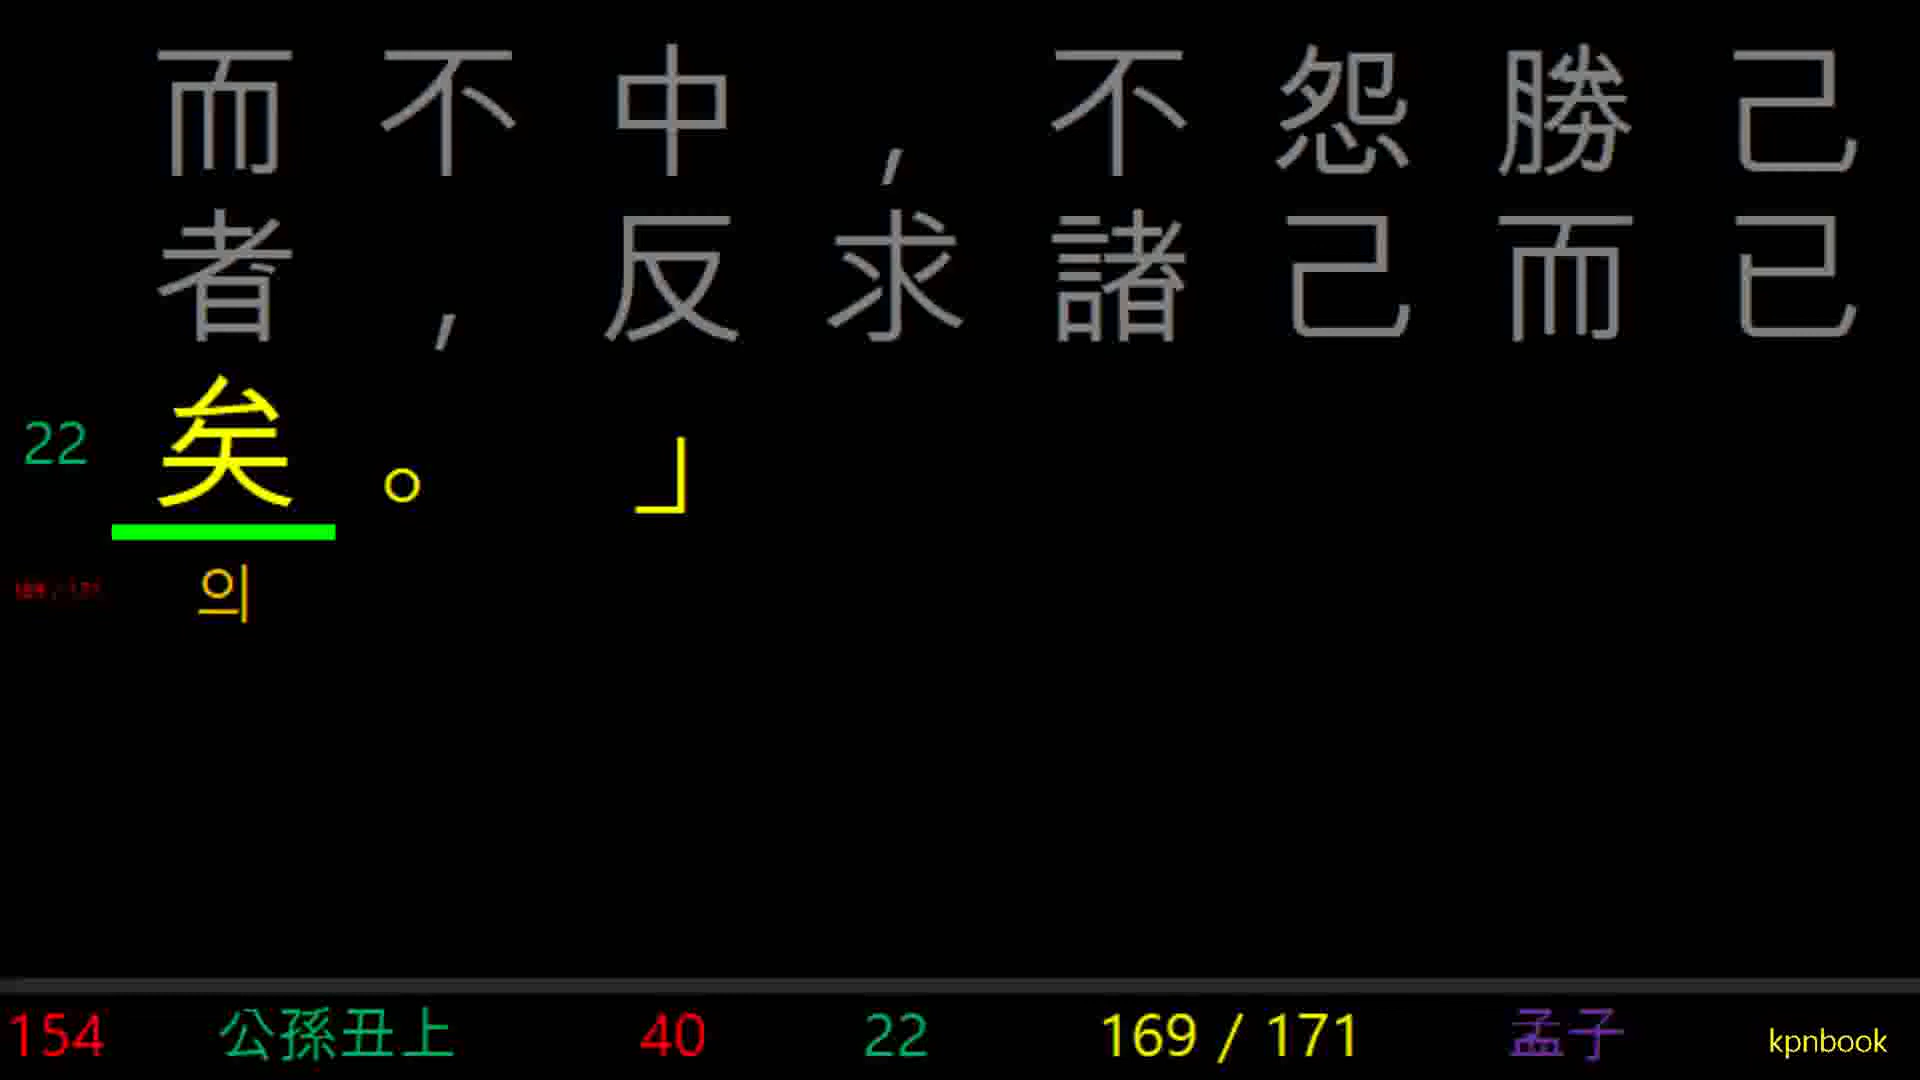 而不中,不怨勝己
者,反求諸己而已
22 矣。」
의
154 公孫丑上 40 22 169 / 171 孟子 kpnbook